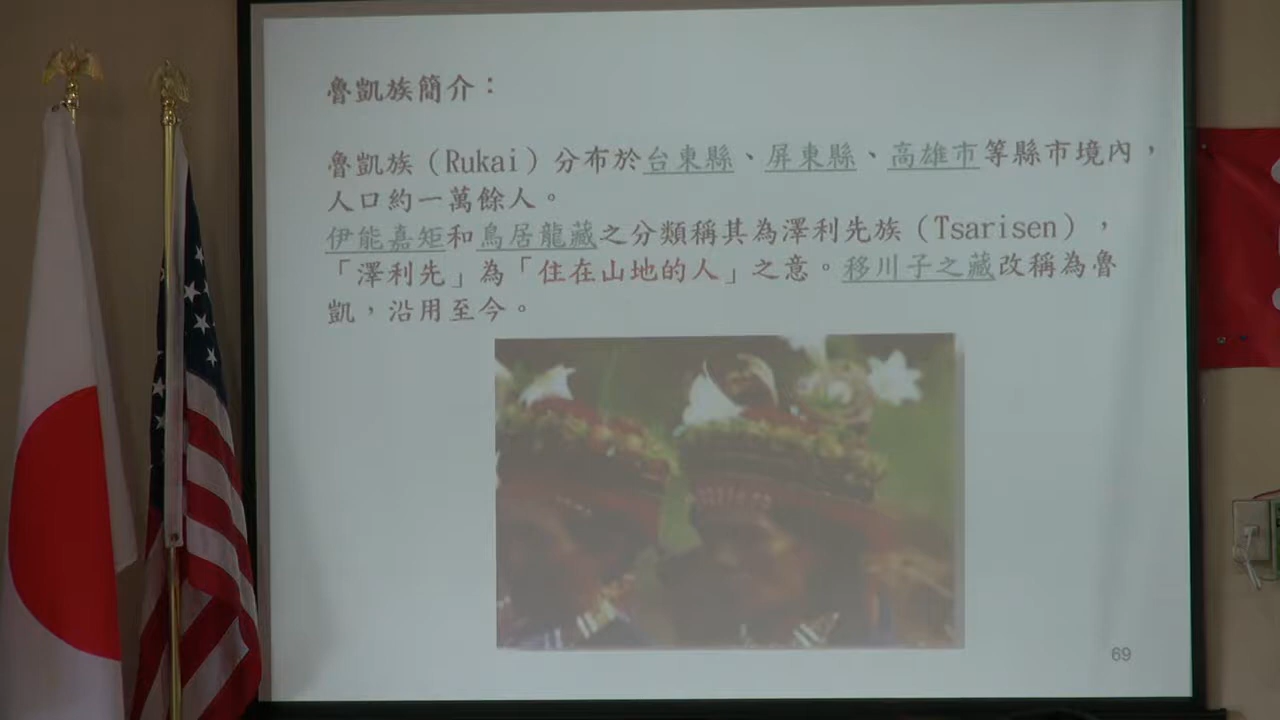 魯凱族簡介：
魯凱族（Rukai）分布於台東縣、屏東縣、高雄市等縣市境內，
人口約一萬餘人。
伊能嘉矩和鳥居龍藏之分類稱其為澤利先族（Tsarisen），
「澤利先」為「住在山地的人」之意。移川子之藏改稱為魯
凱，沿用至今。
69